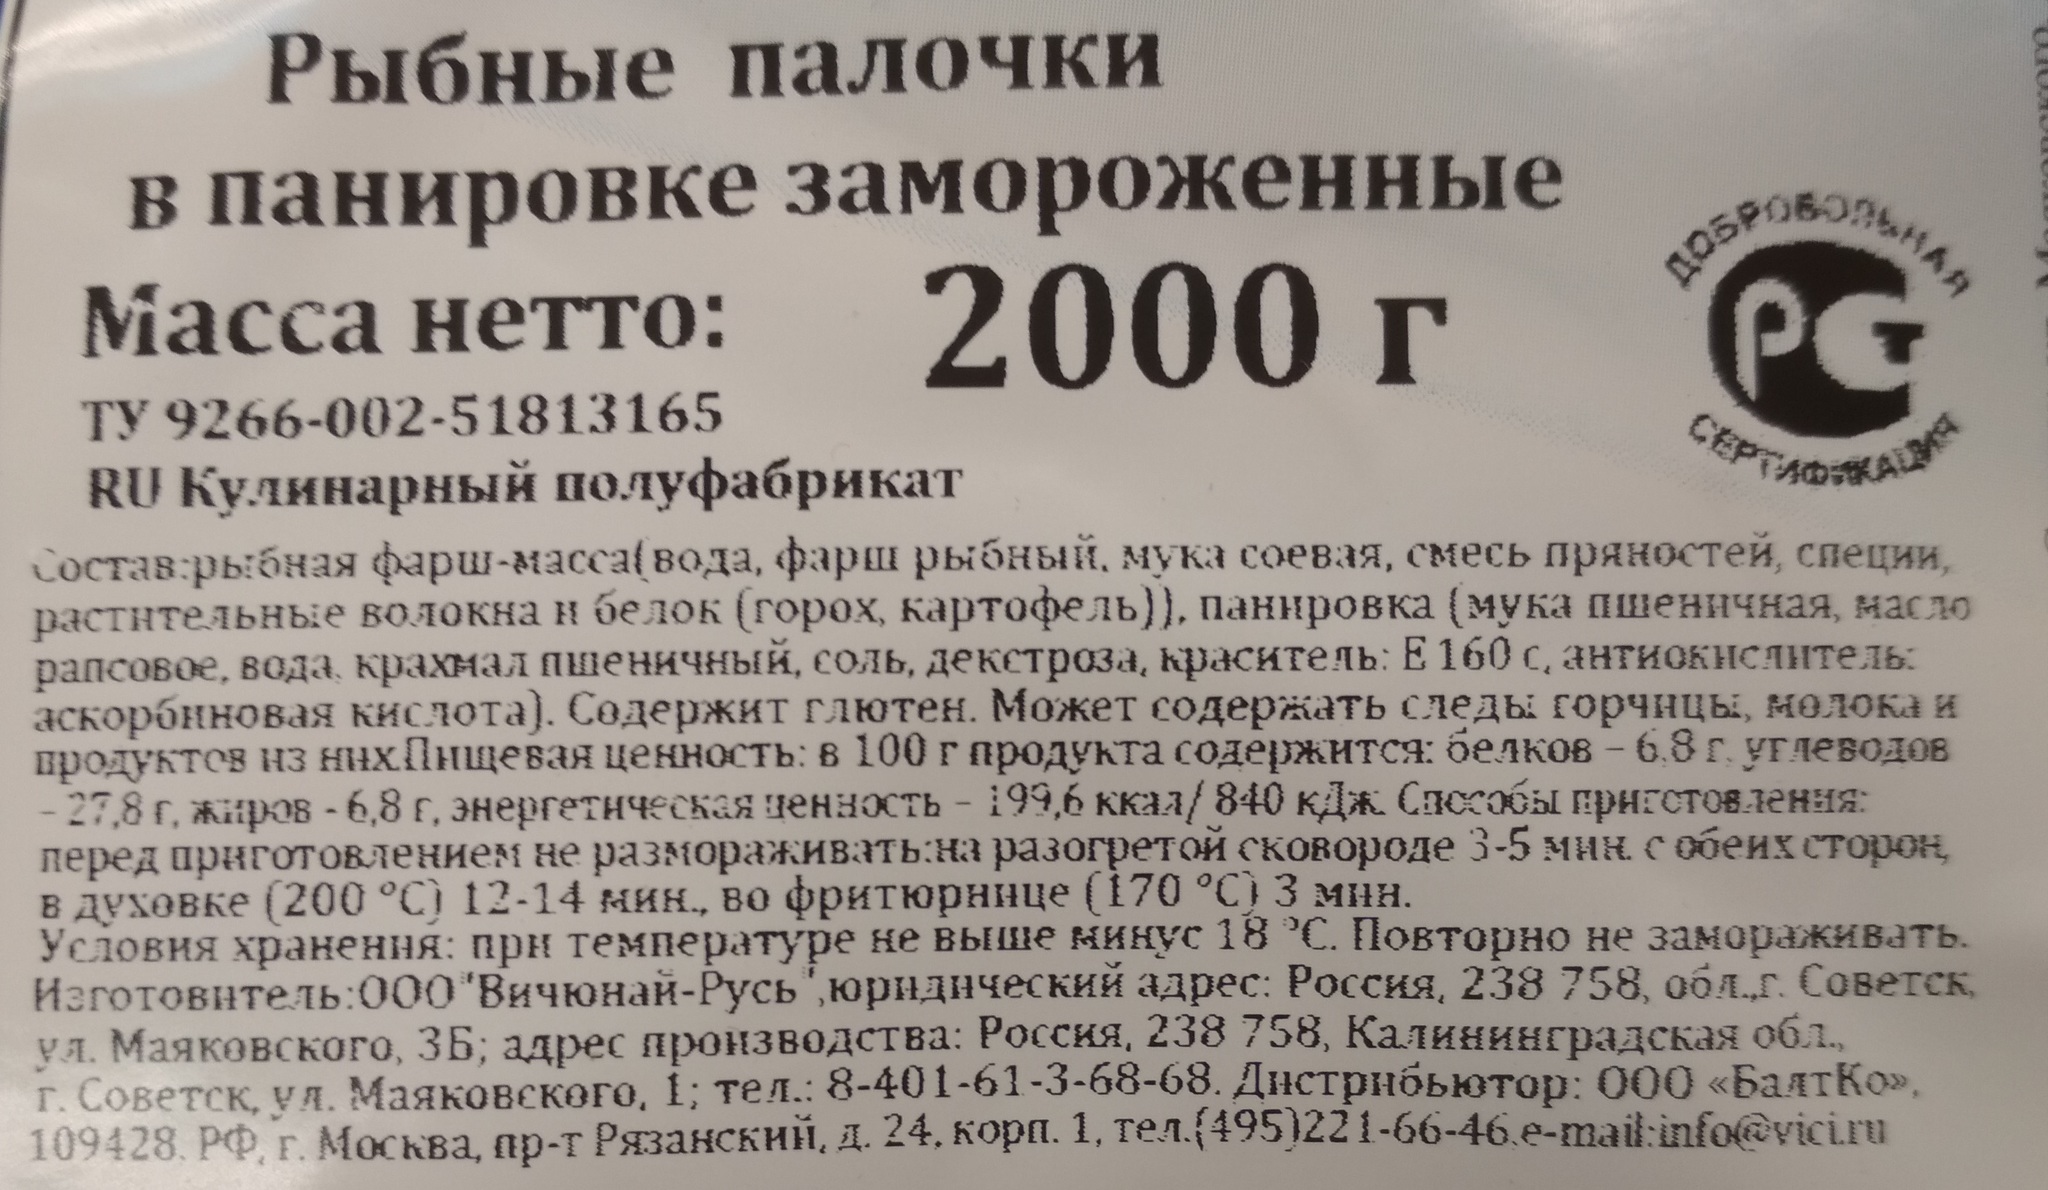 Рыбные палочки
в панировке замороженные
Масса нетто: 2000 г
ТУ 9266-002-51813165
RU Кулинарный полуфабрикат
ДОБРОВОЛЬНАЯ
РСТ
СЕРТИФИКАЦИЯ
Состав:рыбная фарш-масса(вода, фарш рыбный, мука соевая, смесь пряностей, специи,
растительные волокна и белок (горох, картофель)), панировка (мука пшеничная, масло
рапсовое, вода, крахмал пшеничный, соль, декстроза, краситель: Е 160 с, антиокислитель:
аскорбиновая кислота). Содержит глютен. Может содержать следы горчицы, молока и
продуктов из них.Пищевая ценность: в 100 г продукта содержится: белков – 6,8 г, углеводов
- 27,8 г, жиров - 6,8 г, энергетическая ценность – 199,6 ккал/ 840 кДж. Способы приготовления:
перед приготовлением не размораживать:на разогретой сковороде 3-5 мин. с обеих сторон,
в духовке (200 °С) 12-14 мин., во фритюрнице (170 °С) 3 мин.
Условия хранения: при температуре не выше минус 18 °С. Повторно не замораживать.
Изготовитель:ООО"Вичюнай-Русь",юридический адрес: Россия, 238 758, обл.,г. Советск,
ул. Маяковского, 3Б; адрес производства: Россия, 238 758, Калининградская обл.,
г. Советск, ул. Маяковского, 1; тел.: 8-401-61-3-68-68. Дистрибьютор: ООО «БалтКо»,
109428, РФ, г. Москва, пр-т Рязанский, д. 24, корп. 1, тел.(495)221-66-46,e-mail:info@vici.ru